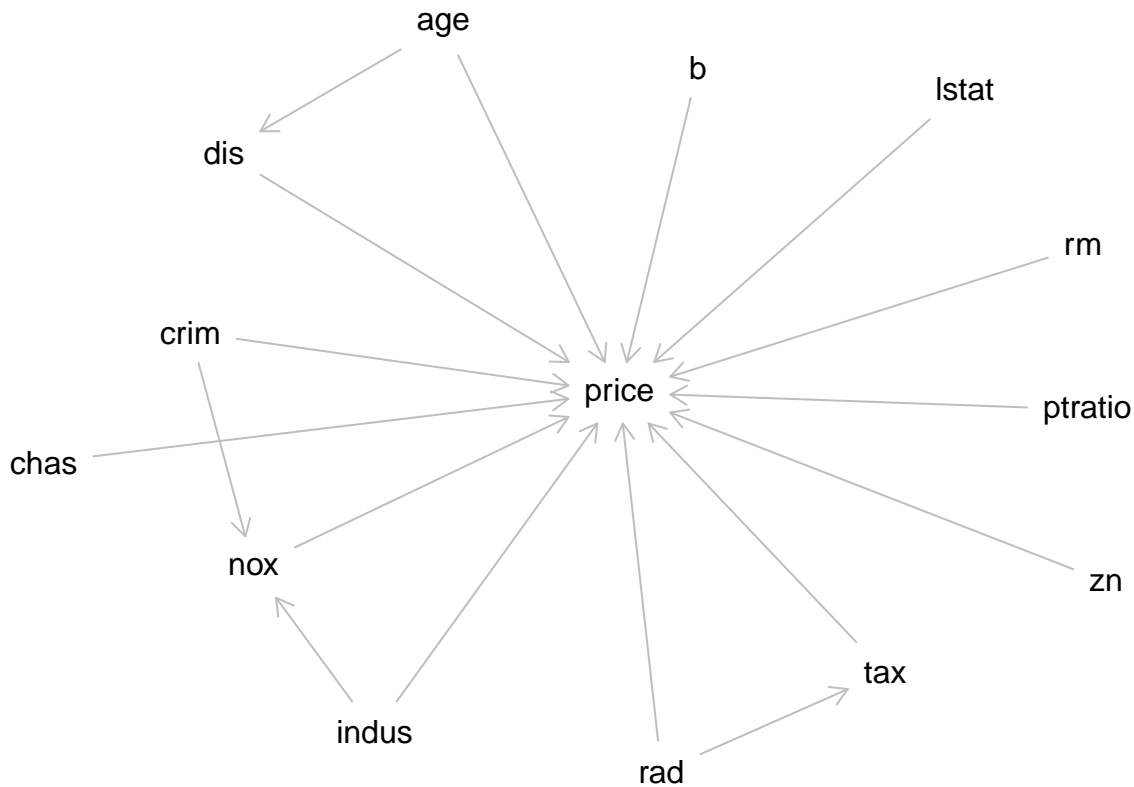 age
b
lstat
dis
rm
crim
price
ptratio
chas
nox
zn
tax
indus
rad